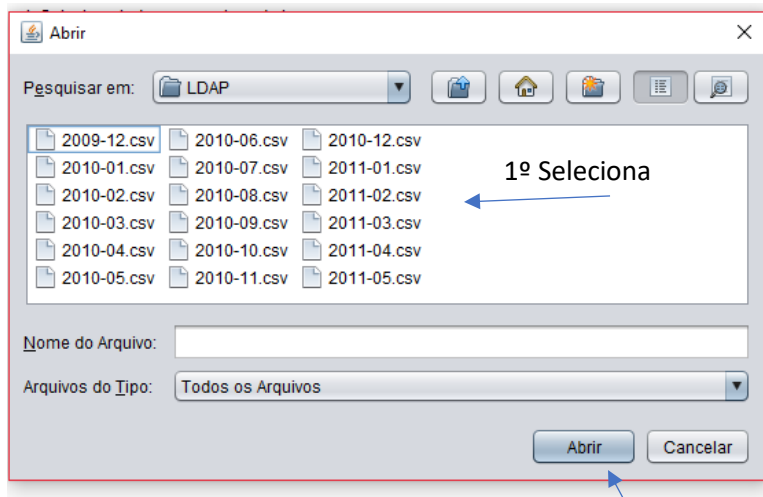 Abrir
Pesquisar em: LDAP
2009-12.csv 2010-06.csv 2010-12.csv
2010-01.csv 2010-07.csv 2011-01.csv
2010-02.csv 2010-08.csv 2011-02.csv
2010-03.csv 2010-09.csv 2011-03.csv
2010-04.csv 2010-10.csv 2011-04.csv
2010-05.csv 2010-11.csv 2011-05.csv
1º Seleciona
Nome do Arquivo:
Arquivos do Tipo: Todos os Arquivos
Abrir Cancelar